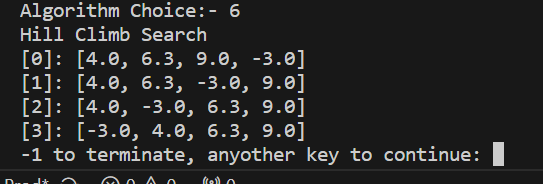 Algorithm Choice:- 6
Hill Climb Search
[0]: [4.0, 6.3, 9.0, -3.0]
[1]: [4.0, 6.3, -3.0, 9.0]
[2]: [4.0, -3.0, 6.3, 9.0]
[3]: [-3.0, 4.0, 6.3, 9.0]
-1 to terminate, anyother key to continue: